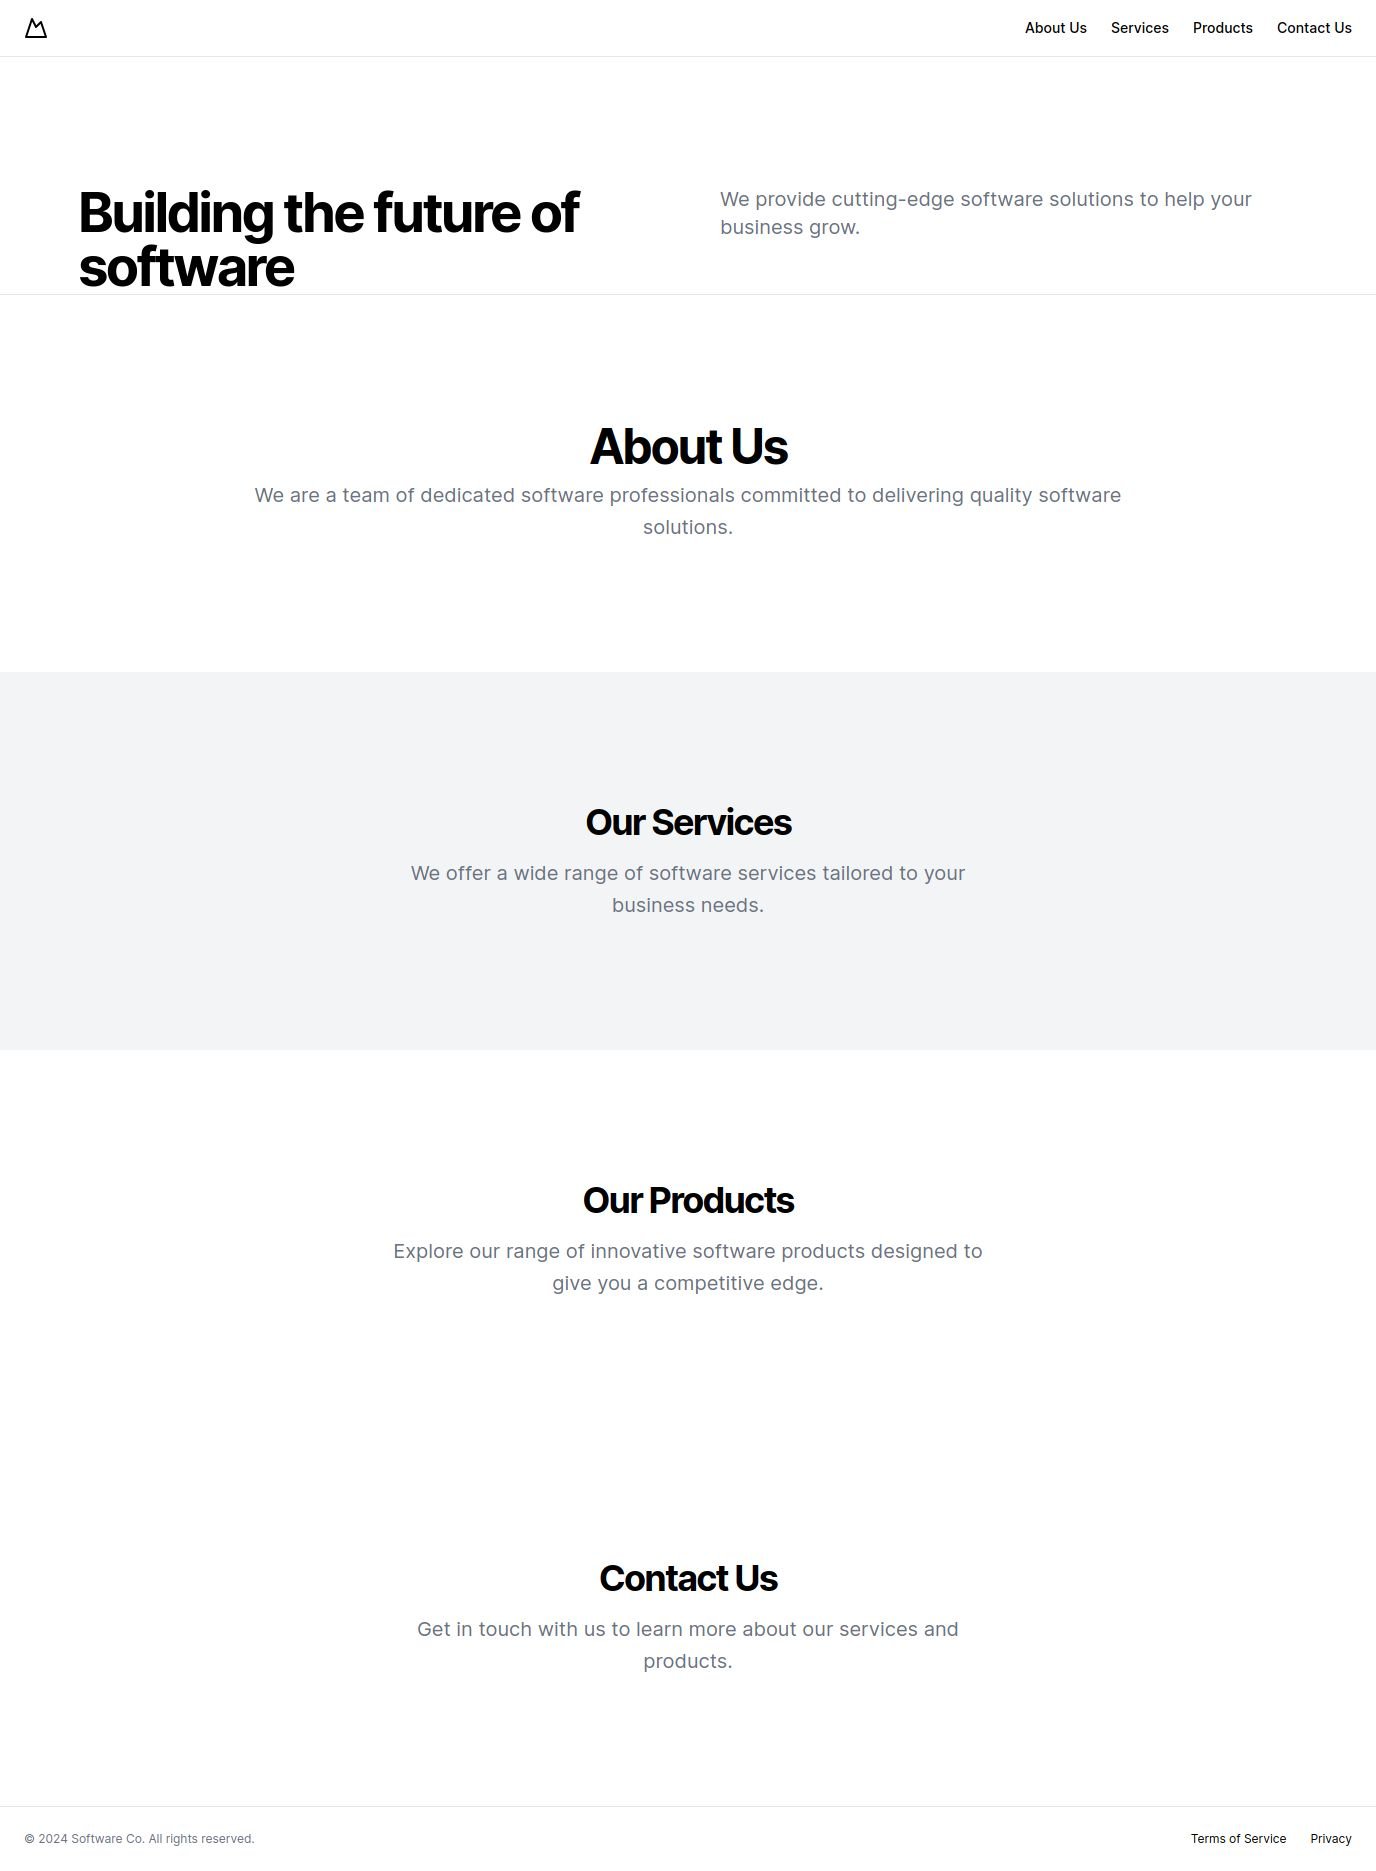 About Us Services Products Contact Us
Building the future of
software
We provide cutting-edge software solutions to help your
business grow.
About Us
We are a team of dedicated software professionals committed to delivering quality software
solutions.
Our Services
We offer a wide range of software services tailored to your
business needs.
Our Products
Explore our range of innovative software products designed to
give you a competitive edge.
Contact Us
Get in touch with us to learn more about our services and
products.
© 2024 Software Co. All rights reserved. Terms of Service Privacy